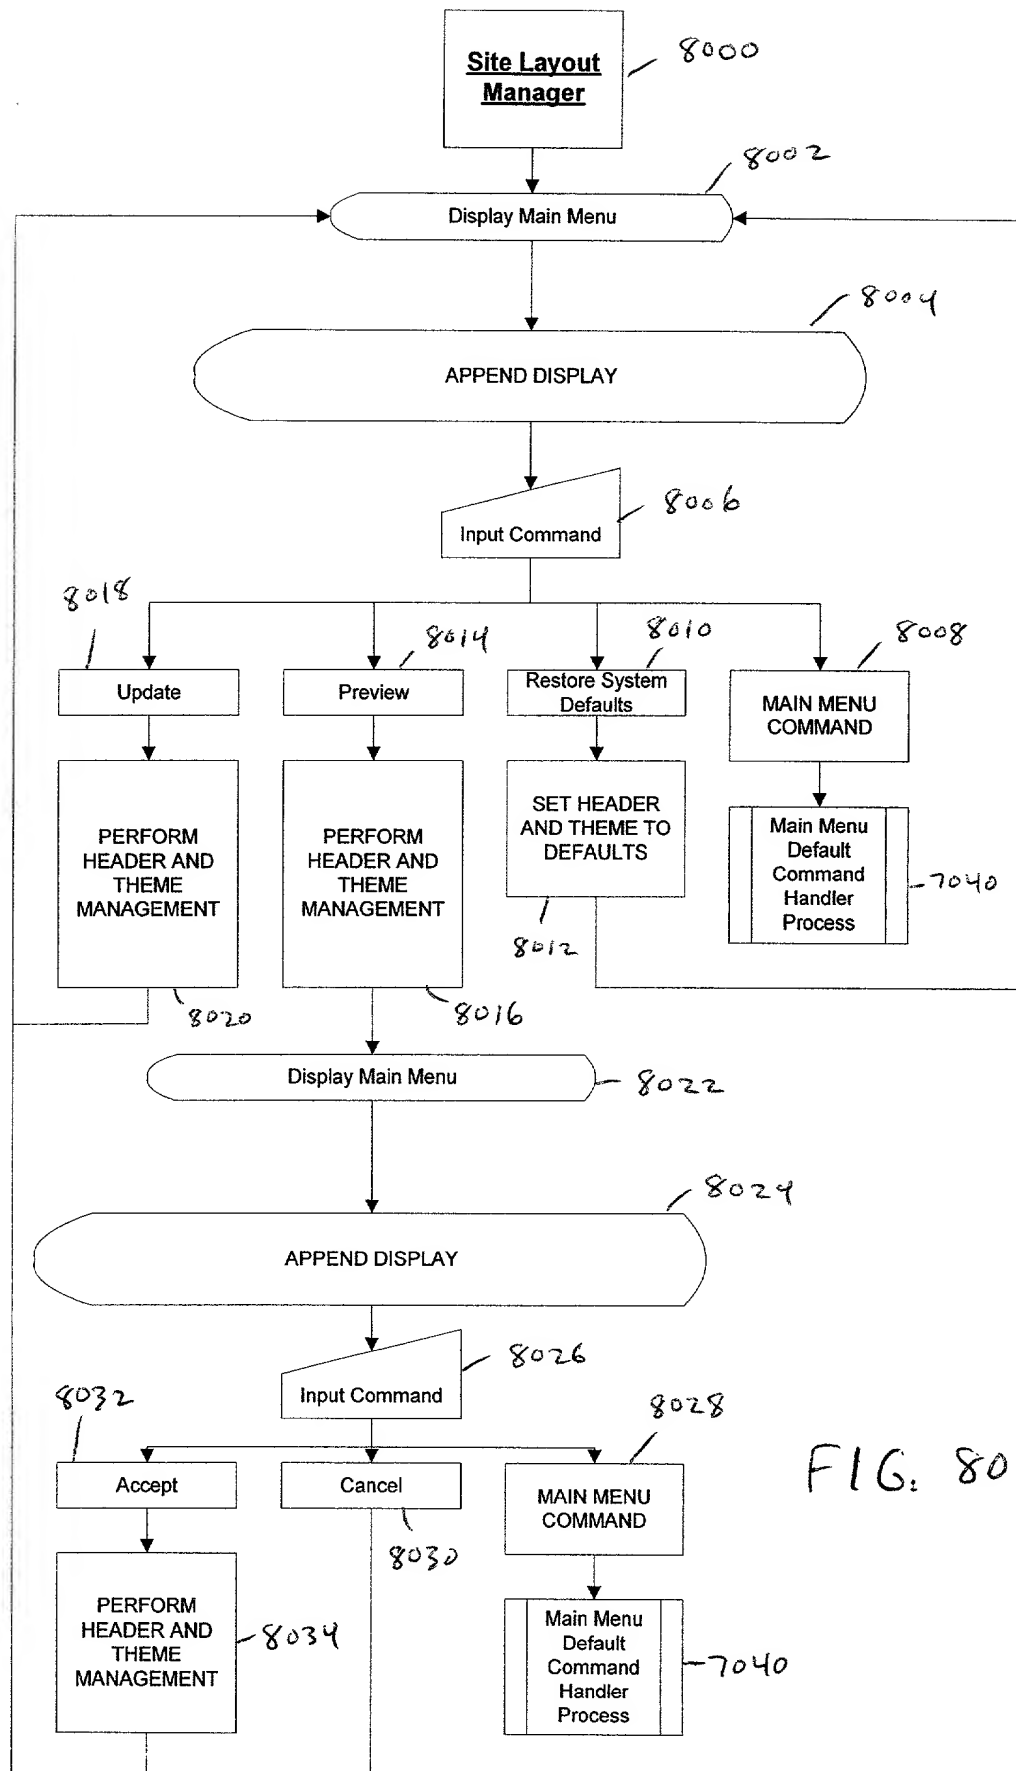 Site Layout
Manager
8000
8002
Display Main Menu
8004
APPEND DISPLAY
8006
Input Command
8018
8014
8010
8008
Update
Preview
Restore System
Defaults
MAIN MENU
COMMAND
PERFORM
HEADER AND
THEME
MANAGEMENT
PERFORM
HEADER AND
THEME
MANAGEMENT
SET HEADER
AND THEME TO
DEFAULTS
Main Menu
Default
Command
Handler
Process
7040
8012
8020
8016
Display Main Menu
8022
8024
APPEND DISPLAY
8026
Input Command
8032
8028
Accept
Cancel
MAIN MENU
COMMAND
FIG. 80
8030
PERFORM
HEADER AND
THEME
MANAGEMENT
8034
Main Menu
Default
Command
Handler
Process
7040